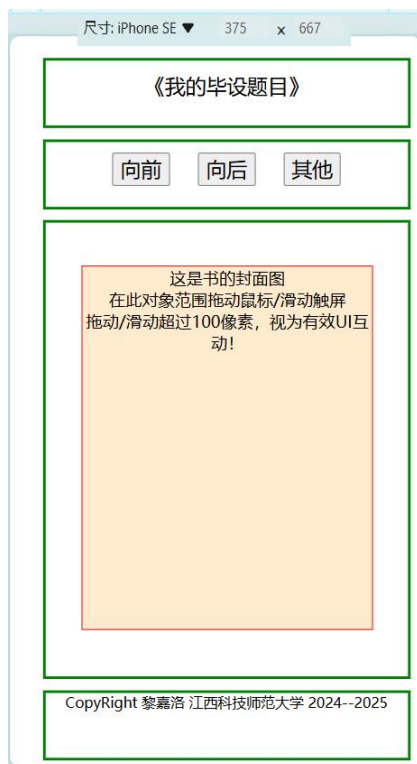 尺寸: iPhone SE ▼ 375 x 667
《我的毕设题目》
向前 向后 其他
这是书的封面图
在此对象范围拖动鼠标/滑动触屏
拖动/滑动超过100像素，视为有效UI互
动！
CopyRight 黎嘉洛 江西科技师范大学 2024--2025